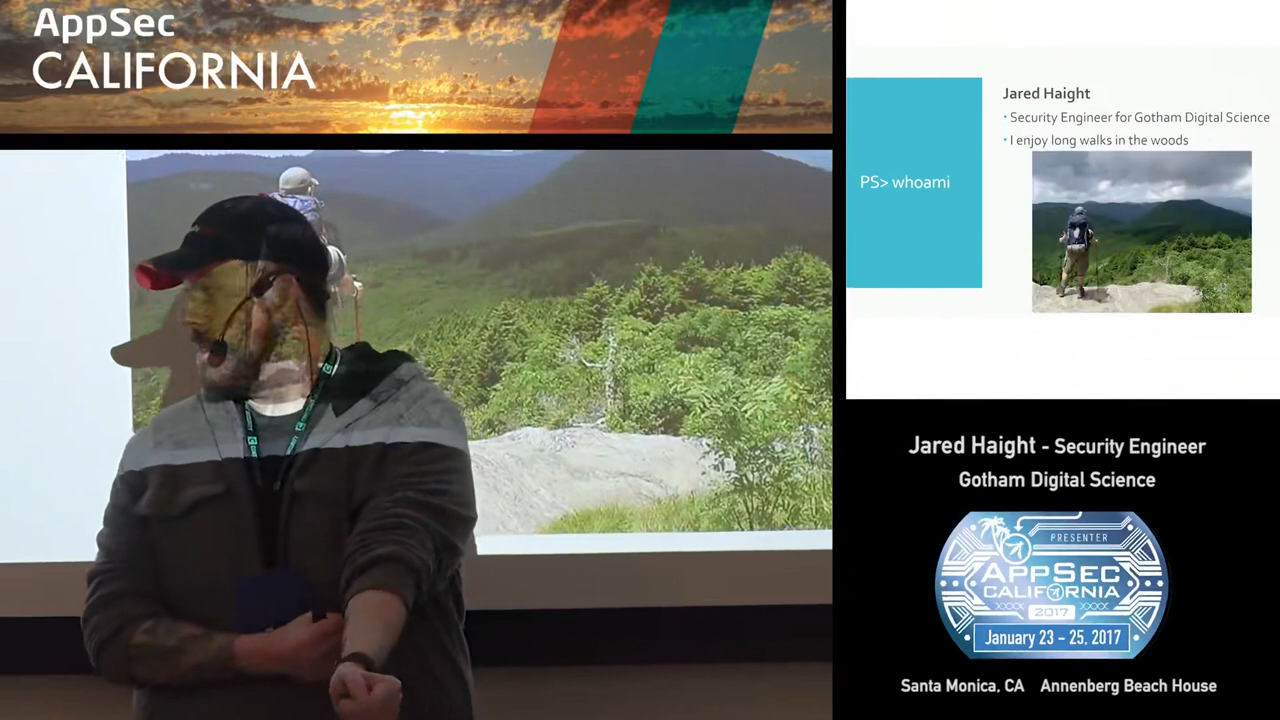 AppSec
CALIFORNIA
Jared Haight
• Security Engineer for Gotham Digital Science
• I enjoy long walks in the woods
PS> whoami
Jared Haight - Security Engineer
Gotham Digital Science
PRESENTER
APPSEC
CALIFORNIA
XXXX 2017 XXXX
January 23 - 25, 2017
Santa Monica, CA Annenberg Beach House